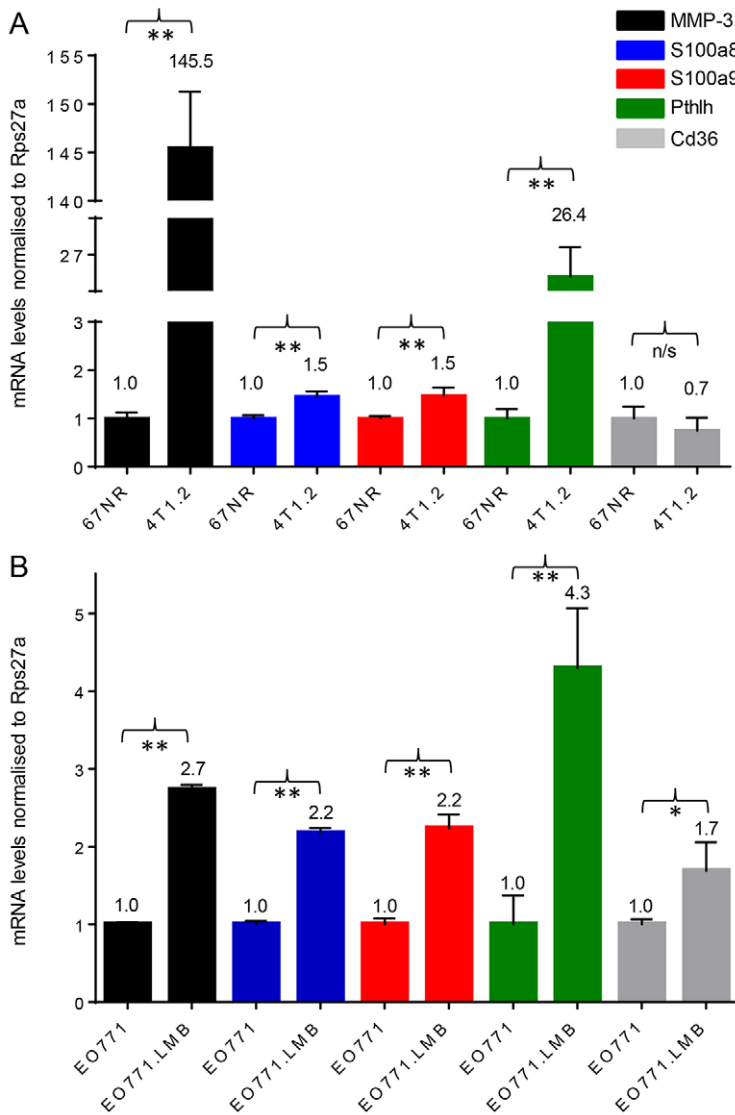 A
MMP-3
S100a8
S100a9
Pthlh
Cd36
mRNA levels normalised to Rps27a
155
150
145
140
27
3
2
1
0
**
145.5
**
26.4
**
**
n/s
1.0
1.0
1.5
1.0
1.5
1.0
1.0
0.7
67NR
4T1.2
67NR
4T1.2
67NR
4T1.2
67NR
4T1.2
67NR
4T1.2
B
mRNA levels normalised to Rps27a
5
4
3
2
1
0
**
4.3
**
2.7
**
2.2
**
2.2
*
1.7
1.0
1.0
1.0
1.0
1.0
EO771
EO771.LMB
EO771
EO771.LMB
EO771
EO771.LMB
EO771
EO771.LMB
EO771
EO771.LMB